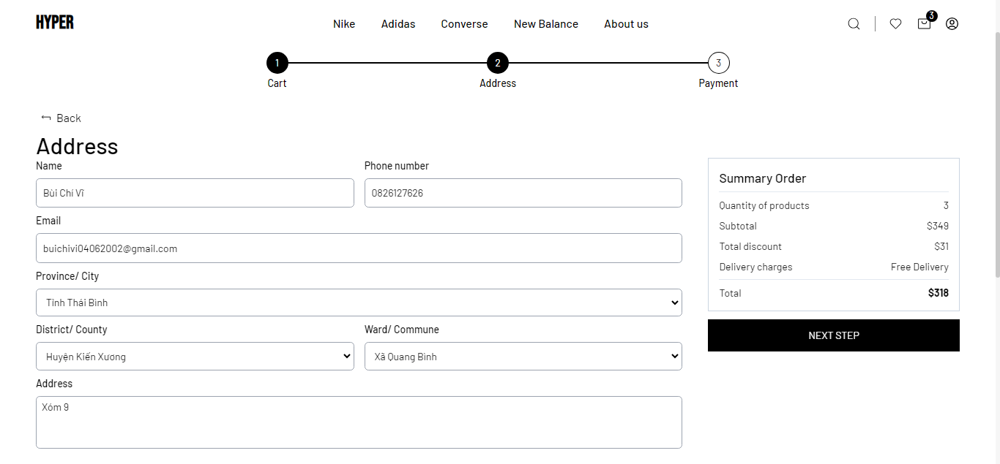 HYPER
Nike Adidas Converse New Balance About us
3
1 2 3
Cart Address Payment
Back
Address
Name Phone number
Bùi Chí Vĩ 0826127626
Email
buichivi04062002@gmail.com
Province/ City
Tỉnh Thái Bình
District/ County Ward/ Commune
Huyện Kiến Xương Xã Quang Bình
Address
Xóm 9
Summary Order
Quantity of products 3
Subtotal $349
Total discount $31
Delivery charges Free Delivery
Total $318
NEXT STEP